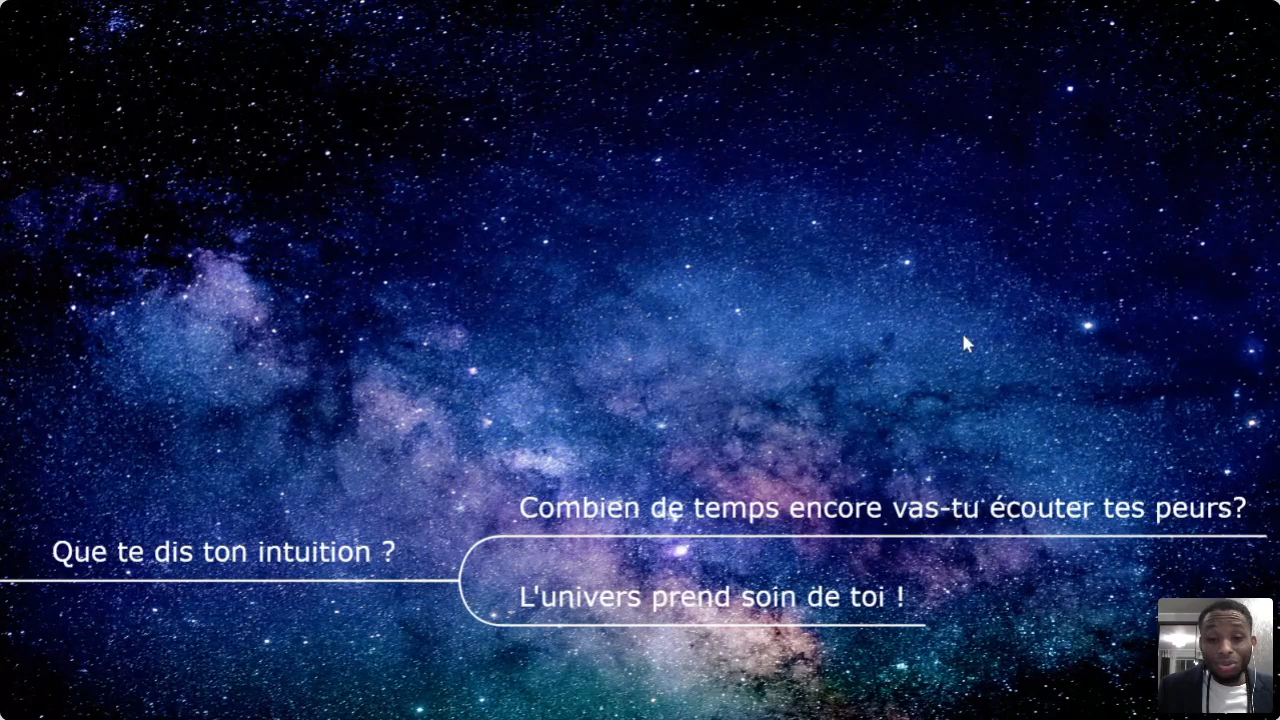 Combien de temps encore vas-tu écouter tes peurs?
Que te dis ton intuition ?
L'univers prend soin de toi !